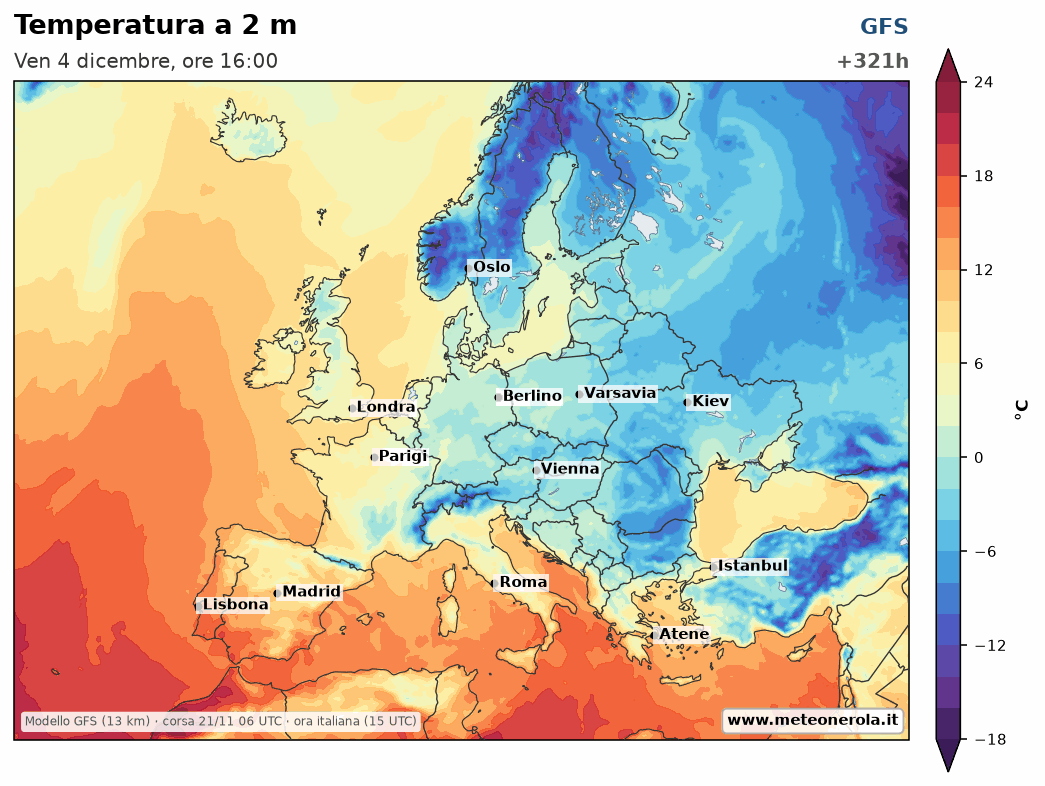 Temperatura a 2 m
GFS
Ven 4 dicembre, ore 16:00
+321h
24
18
12
6
0
−6
−12
−18
°C
Oslo
Berlino
Varsavia
Kiev
Londra
Parigi
Vienna
Istanbul
Roma
Madrid
Lisbona
Atene
Modello GFS (13 km) · corsa 21/11 06 UTC · ora italiana (15 UTC)
www.meteonerola.it